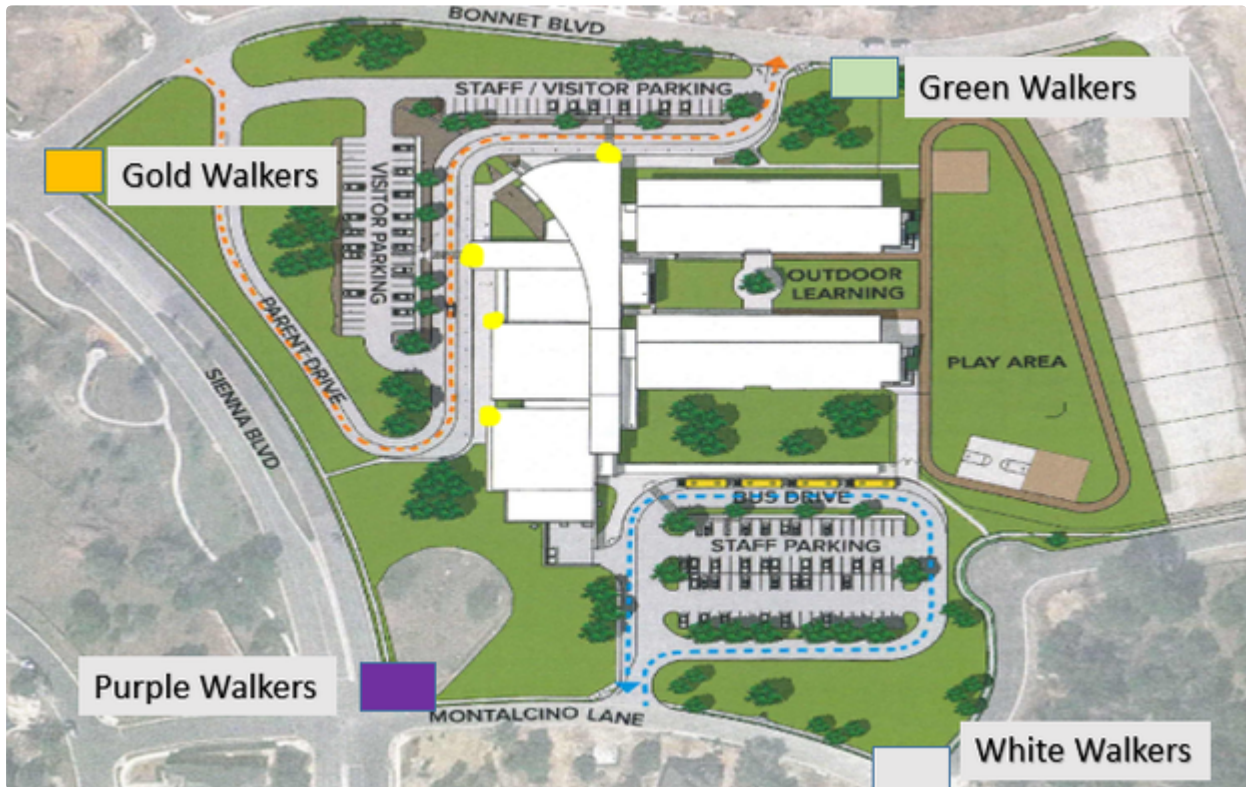 BONNET BLVD
Green Walkers
STAFF / VISITOR PARKING
Gold Walkers
VISITOR PARKING
OUTDOOR
LEARNING
PARENT DRIVE
PLAY AREA
SIENNA BLVD
BUS DRIVE
STAFF PARKING
Purple Walkers
MONTALCINO LANE
White Walkers